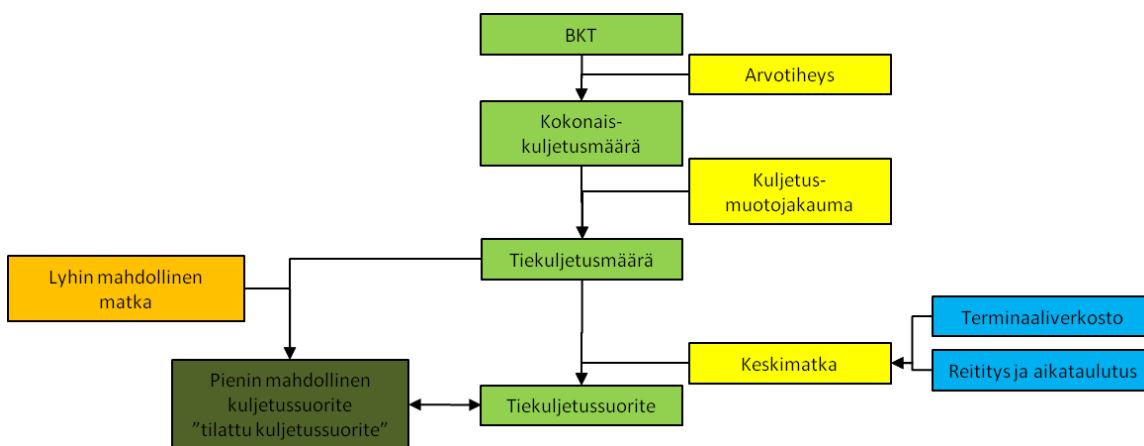 BKT
Arvotiheys
Kokonais-
kuljetusmäärä
Kuljetus-
muotojakauma
Tiekuljetusmäärä
Lyhin mahdollinen
matka
Terminaaliverkosto
Keskimatka
Reititys ja aikataulutus
Pienin mahdollinen
kuljetussuorite
”tilattu kuljetussuorite”
Tiekuljetussuorite